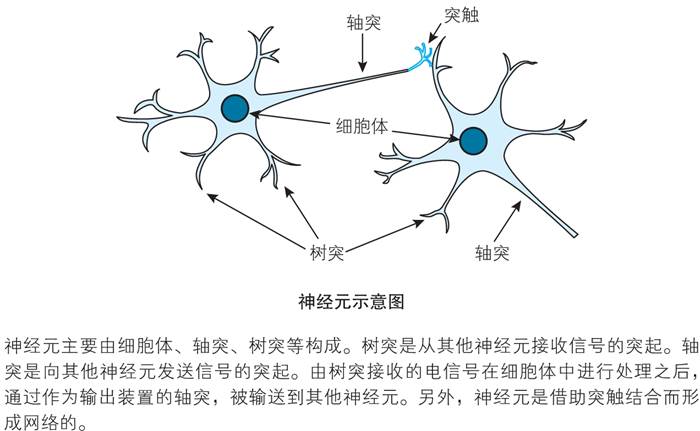 轴突
突触
细胞体
树突
轴突
神经元示意图
神经元主要由细胞体、轴突、树突等构成。树突是从其他神经元接收信号的突起。轴
突是向其他神经元发送信号的突起。由树突接收的电信号在细胞体中进行处理之后，
通过作为输出装置的轴突，被输送到其他神经元。另外，神经元是借助突触结合而形
成网络的。